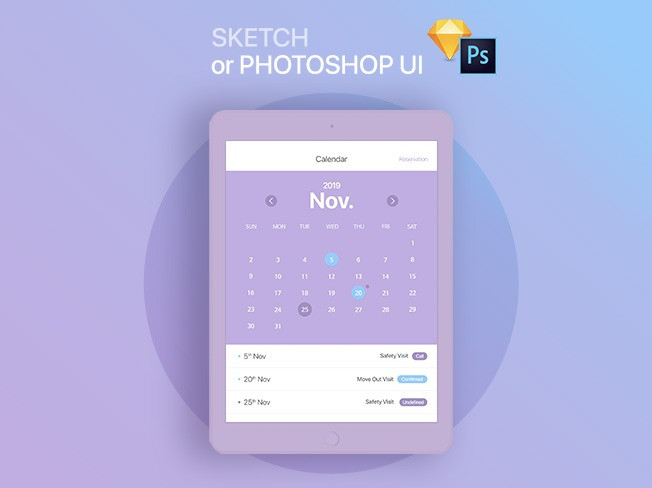 SKETCH
or PHOTOSHOP UI
Ps
Calendar Reservation
2019
Nov.
SUN MON TUE WED THU FRI SAT
1
2 3 4 5 6 7 8
9 10 11 12 13 14 15
16 17 18 19 20 21 22
23 24 25 26 27 28 29
30 31
5th Nov Safety Visit Call
20th Nov Move Out Visit Confirmed
25th Nov Safety Visit Undefined